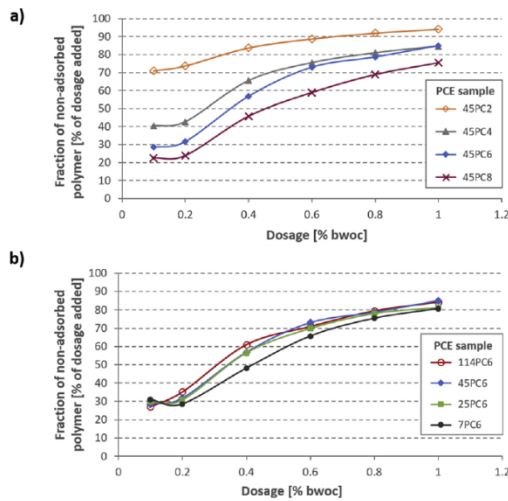 a)
Fraction of non-adsorbed
polymer [% of dosage added]
100
90
80
70
60
50
40
30
20
10
0
0 0.2 0.4 0.6 0.8 1 1.2
Dosage [% bwoc]
PCE sample
45PC2
45PC4
45PC6
45PC8
b)
Fraction of non-adsorbed
polymer [% of dosage added]
100
90
80
70
60
50
40
30
20
10
0
0 0.2 0.4 0.6 0.8 1 1.2
Dosage [% bwoc]
PCE sample
114PC6
45PC6
25PC6
7PC6